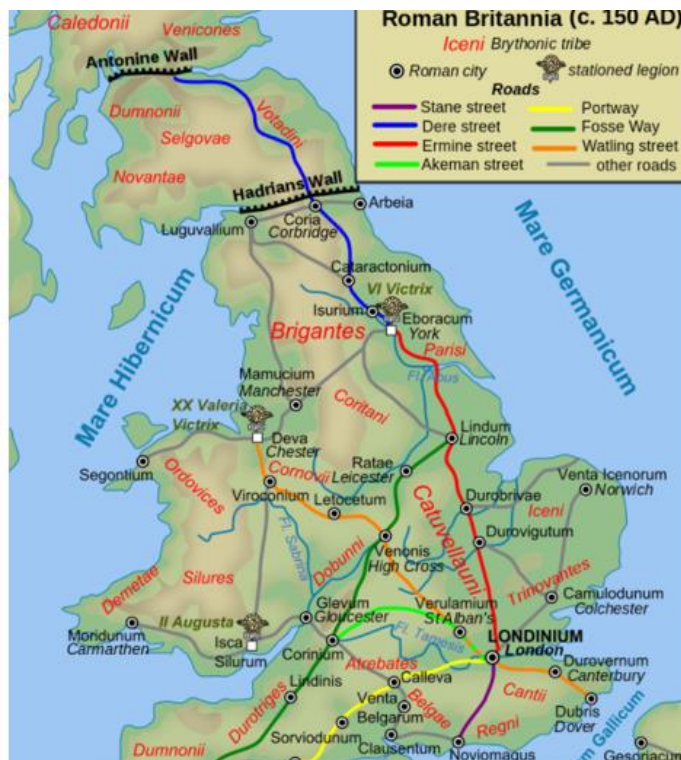 Roman Britannia (c. 150 AD)
Iceni Brythonic tribe
Roman city
stationed legion
Roads
Stane street
Portway
Dere street
Fosse Way
Ermine street
Watling street
Akeman street
other roads
Caledonii
Venicones
Antonine Wall
Dumnonii
Votadini
Selgovae
Novantae
Hadrians Wall
Arbeia
Luguvallium
Coria
Corbridge
Mare Germanicum
Mare Hibernicum
Cataractonium
VI Victrix
Isurium
Eboracum
York
Brigantes
Parisi
Fl. Abus
Mamucium
Manchester
Coritani
XX Valeria
Victrix
Deva
Chester
Lindum
Lincoln
Segontium
Ordovices
Cornovii
Ratae
Leicester
Venta Icenorum
Norwich
Viroconium
Letocetum
Catuvellauni
Durobrivae
Iceni
Durovigutum
Fl. Sabrina
Venonis
High Cross
Dobunni
Trinovantes
Demetae
Silures
Camulodunum
Colchester
II Augusta
Glevum
Gloucester
Verulamium
St Alban's
Moridunum
Carmarthen
Isca
Silurum
Corinium
Fl. Tamesis
LONDINIUM
London
Atrebates
Durovernum
Canterbury
Lindinis
Calleva
Cantii
Durotriges
Venta
Belgarum
Belgae
Dubris
Dover
Regni
Sorviodunum
Dumnonii
Clausentum
Noviomagus
Gallicum
Gesoriacum